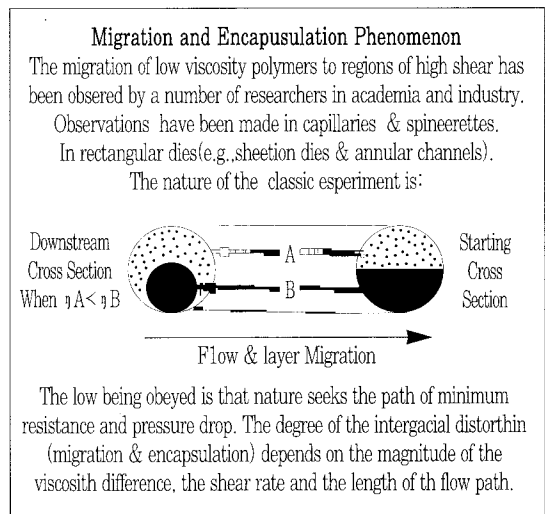 Migration and Encapusulation Phenomenon
The migration of low viscosity polymers to regions of high shear has
been obsered by a number of researchers in academia and industry.
Observations have been made in capillaries & spineerettes.
In rectangular dies(e.g.,sheetion dies & annular channels).
The nature of the classic esperiment is:
Downstream
Cross Section
When η A< η B
A
B
Starting
Cross
Section
Flow & layer Migration
The low being obeyed is that nature seeks the path of minimum
resistance and pressure drop. The degree of the intergacial distorthin
(migration & encapsulation) depends on the magnitude of the
viscosith difference, the shear rate and the length of th flow path.